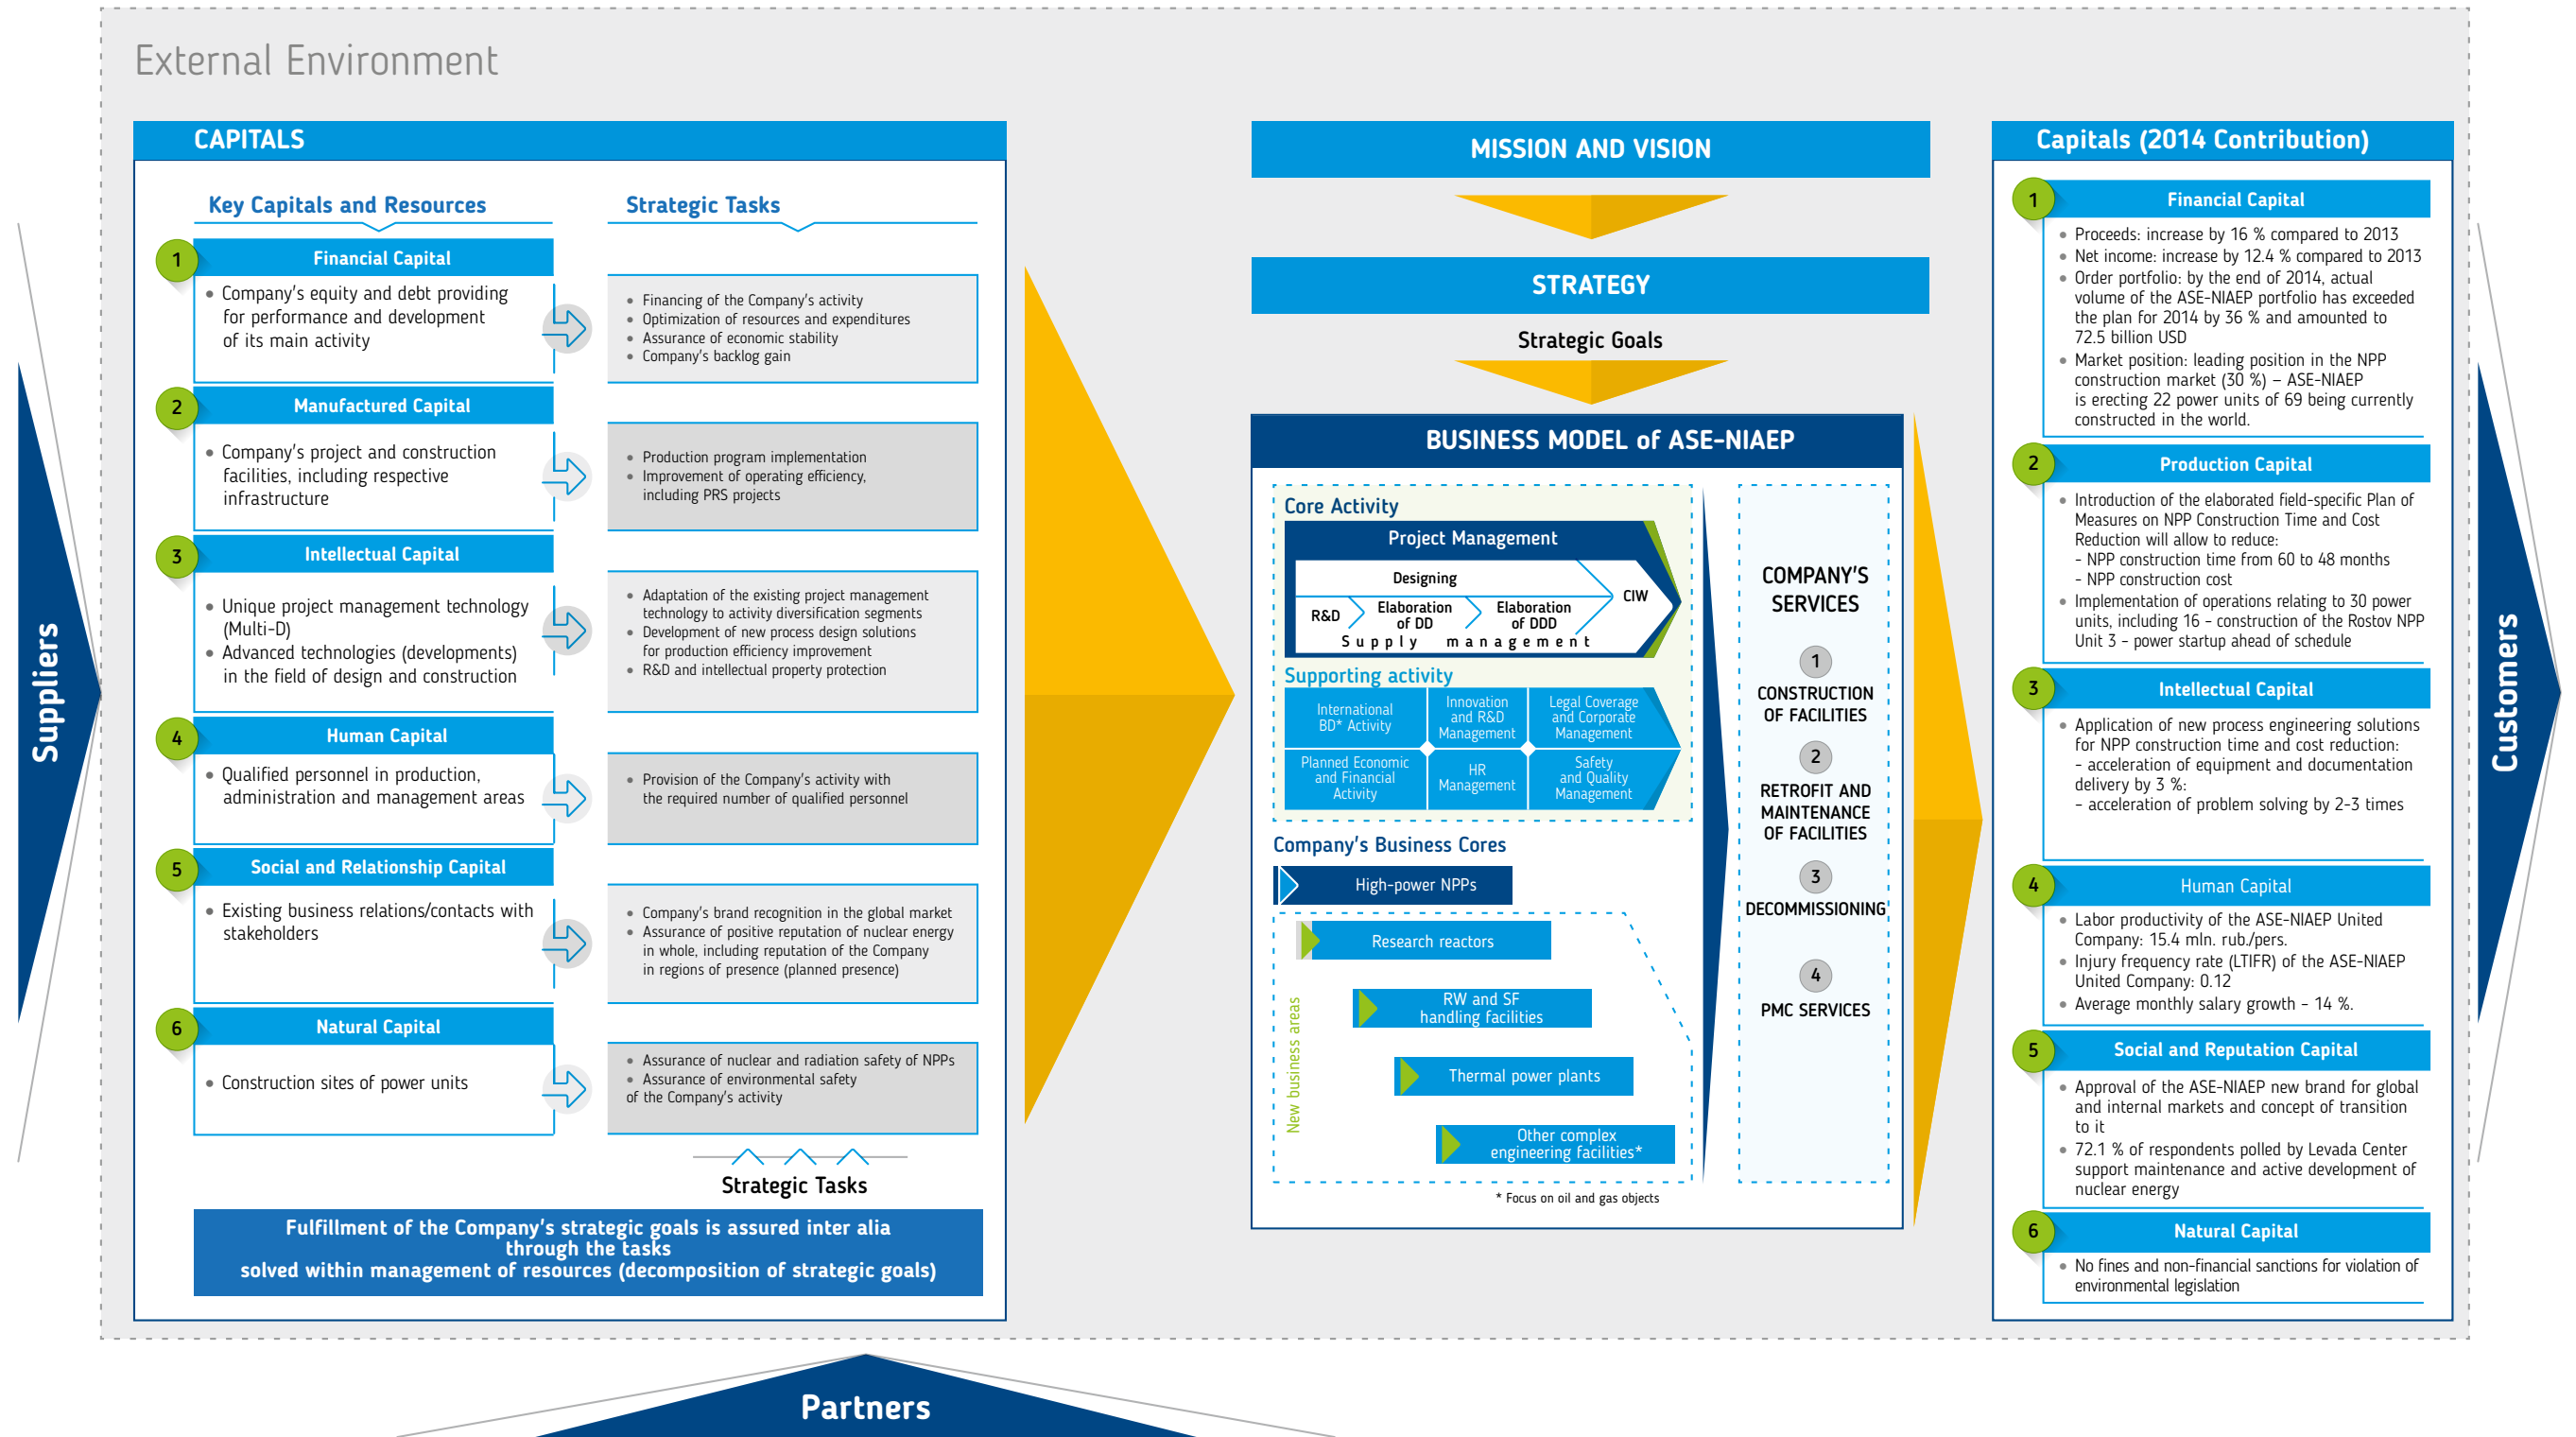 External Environment
CAPITALS
Key Capitals and Resources
Strategic Tasks
1
Financial Capital
• Company's equity and debt providing
for performance and development
of its main activity
• Financing of the Company's activity
• Optimization of resources and expenditures
• Assurance of economic stability
• Company's backlog gain
2
Manufactured Capital
• Company's project and construction
facilities, including respective
infrastructure
• Production program implementation
• Improvement of operating efficiency,
including PRS projects
3
Intellectual Capital
• Unique project management technology
(Multi-D)
• Advanced technologies (developments)
in the field of design and construction
• Adaptation of the existing project management
technology to activity diversification segments
• Development of new process design solutions
for production efficiency improvement
• R&D and intellectual property protection
4
Human Capital
• Qualified personnel in production,
administration and management areas
• Provision of the Company's activity with
the required number of qualified personnel
5
Social and Relationship Capital
• Existing business relations/contacts with
stakeholders
• Company's brand recognition in the global market
• Assurance of positive reputation of nuclear energy
in whole, including reputation of the Company
in regions of presence (planned presence)
6
Natural Capital
• Construction sites of power units
• Assurance of nuclear and radiation safety of NPPs
• Assurance of environmental safety
of the Company's activity
Strategic Tasks
Fulfillment of the Company's strategic goals is assured inter alia
through the tasks
solved within management of resources (decomposition of strategic goals)
MISSION AND VISION
STRATEGY
Strategic Goals
BUSINESS MODEL of ASE-NIAEP
Core Activity
Project Management
Designing
CIW
R&D
Elaboration
of DD
Elaboration
of DDD
Supply management
Supporting activity
International
BD* Activity
Innovation
and R&D
Management
Legal Coverage
and Corporate
Management
Planned Economic
and Financial
Activity
HR
Management
Safety
and Quality
Management
Company's Business Cores
High-power NPPs
New business areas
Research reactors
RW and SF
handling facilities
Thermal power plants
Other complex
engineering facilities*
* Focus on oil and gas objects
COMPANY'S
SERVICES
1
CONSTRUCTION
OF FACILITIES
2
RETROFIT AND
MAINTENANCE
OF FACILITIES
3
DECOMMISSIONING
4
PMC SERVICES
Capitals (2014 Contribution)
1
Financial Capital
• Proceeds: increase by 16 % compared to 2013
• Net income: increase by 12.4 % compared to 2013
• Order portfolio: by the end of 2014, actual
volume of the ASE-NIAEP portfolio has exceeded
the plan for 2014 by 36 % and amounted to
72.5 billion USD
• Market position: leading position in the NPP
construction market (30 %) – ASE-NIAEP
is erecting 22 power units of 69 being currently
constructed in the world.
2
Production Capital
• Introduction of the elaborated field-specific Plan of
Measures on NPP Construction Time and Cost
Reduction will allow to reduce:
- NPP construction time from 60 to 48 months
- NPP construction cost
• Implementation of operations relating to 30 power
units, including 16 - construction of the Rostov NPP
Unit 3 - power startup ahead of schedule
3
Intellectual Capital
• Application of new process engineering solutions
for NPP construction time and cost reduction:
- acceleration of equipment and documentation
delivery by 3 %:
- acceleration of problem solving by 2-3 times
4
Human Capital
• Labor productivity of the ASE-NIAEP United
Company: 15.4 mln. rub./pers.
• Injury frequency rate (LTIFR) of the ASE-NIAEP
United Company: 0.12
• Average monthly salary growth - 14 %.
5
Social and Reputation Capital
• Approval of the ASE-NIAEP new brand for global
and internal markets and concept of transition
to it
• 72.1 % of respondents polled by Levada Center
support maintenance and active development of
nuclear energy
6
Natural Capital
• No fines and non-financial sanctions for violation of
environmental legislation
Suppliers
Customers
Partners